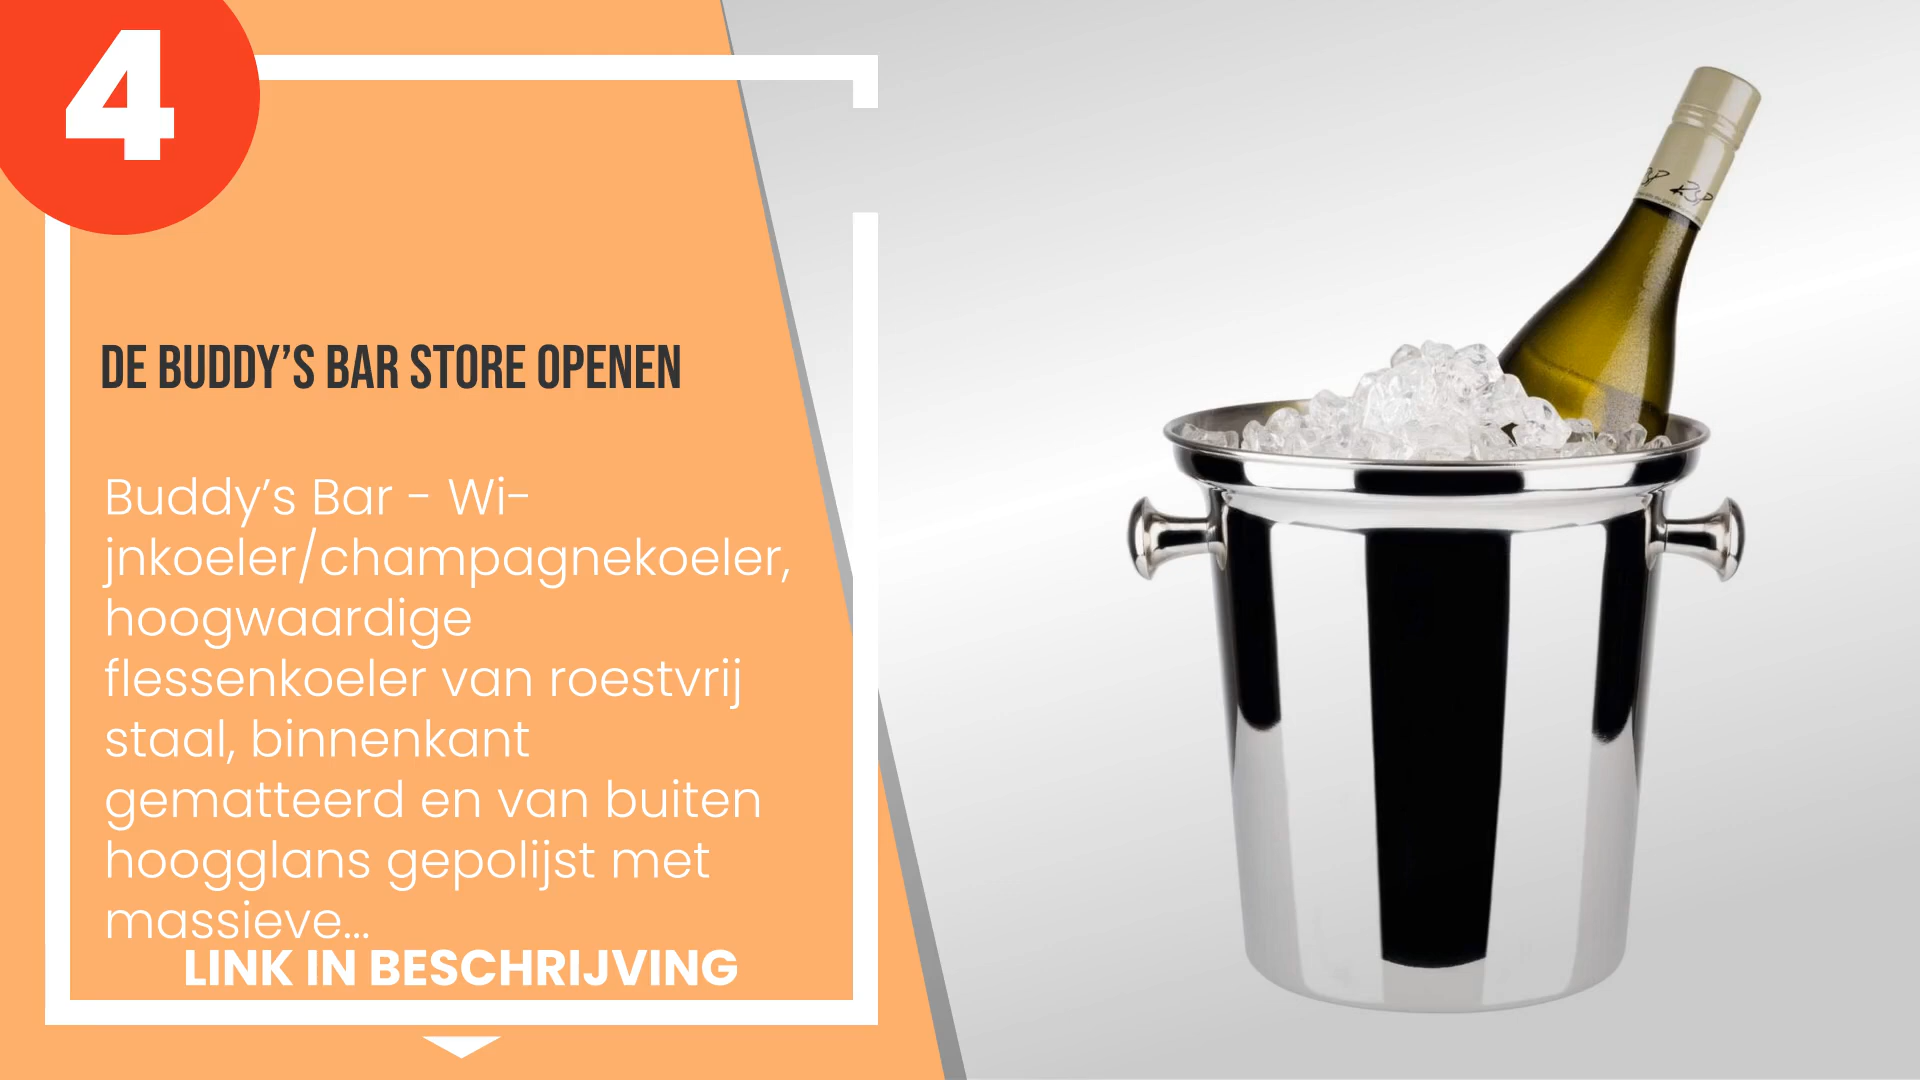 4
DE BUDDY’S BAR STORE OPENEN
Buddy’s Bar - Wi-
jnkoeler/champagnekoeler,
hoogwaardige
flessenkoeler van roestvrij
staal, binnenkant
gematteerd en van buiten
hoogglans gepolijst met
massieve...
LINK IN BESCHRIJVING